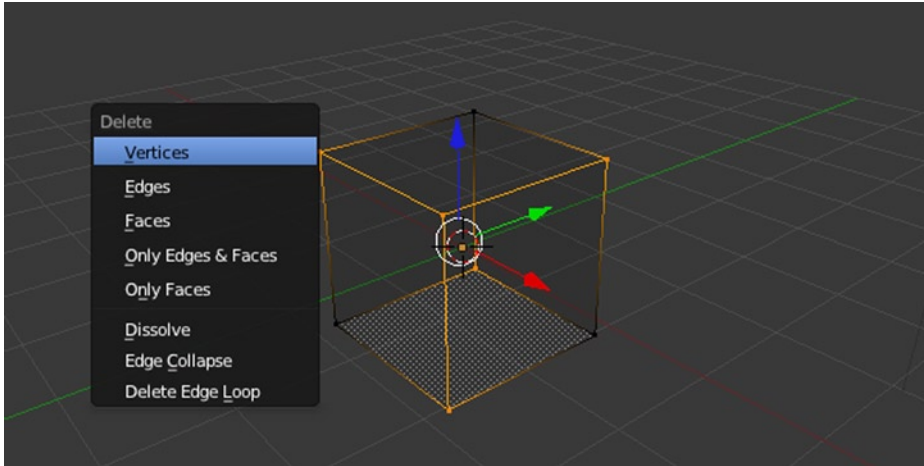 Delete
Vertices
Edges
Faces
Only Edges & Faces
Only Faces
Dissolve
Edge Collapse
Delete Edge Loop